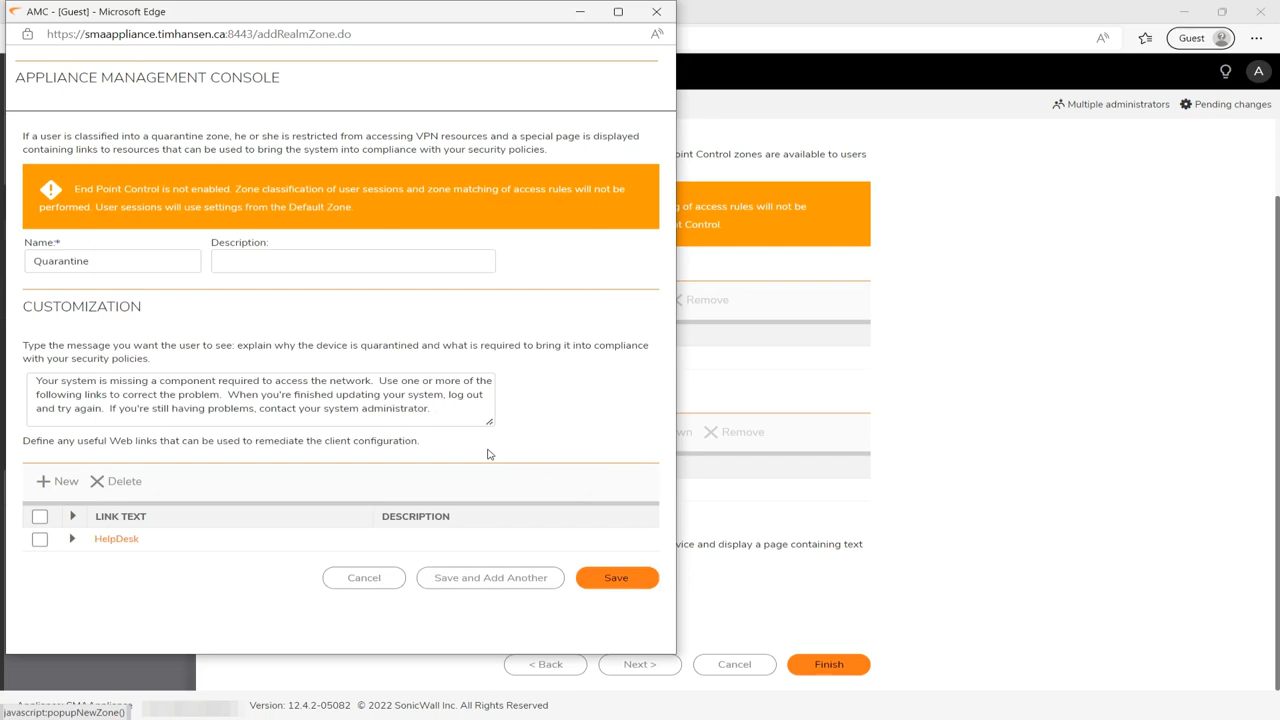 AMC - [Guest] - Microsoft Edge
https://smaappliance.timhansen.ca:8443/addRealmZone.do
Guest
A
APPLIANCE MANAGEMENT CONSOLE
Multiple administrators
Pending changes
If a user is classified into a quarantine zone, he or she is restricted from accessing VPN resources and a special page is displayed
containing links to resources that can be used to bring the system into compliance with your security policies.
oint Control zones are available to users
End Point Control is not enabled. Zone classification of user sessions and zone matching of access rules will not be
performed. User sessions will use settings from the Default Zone.
g of access rules will not be
t Control
Name:*
Description:
Quarantine
Remove
CUSTOMIZATION
Type the message you want the user to see: explain why the device is quarantined and what is required to bring it into compliance
with your security policies.
Your system is missing a component required to access the network. Use one or more of the
following links to correct the problem. When you're finished updating your system, log out
and try again. If you're still having problems, contact your system administrator.
wn
Remove
Define any useful Web links that can be used to remediate the client configuration.
New
Delete
LINK TEXT
DESCRIPTION
HelpDesk
vice and display a page containing text
Cancel
Save and Add Another
Save
< Back
Next >
Cancel
Finish
Version: 12.4.2-05082 © 2022 SonicWall Inc. All Rights Reserved
javascript:popupNewZone()